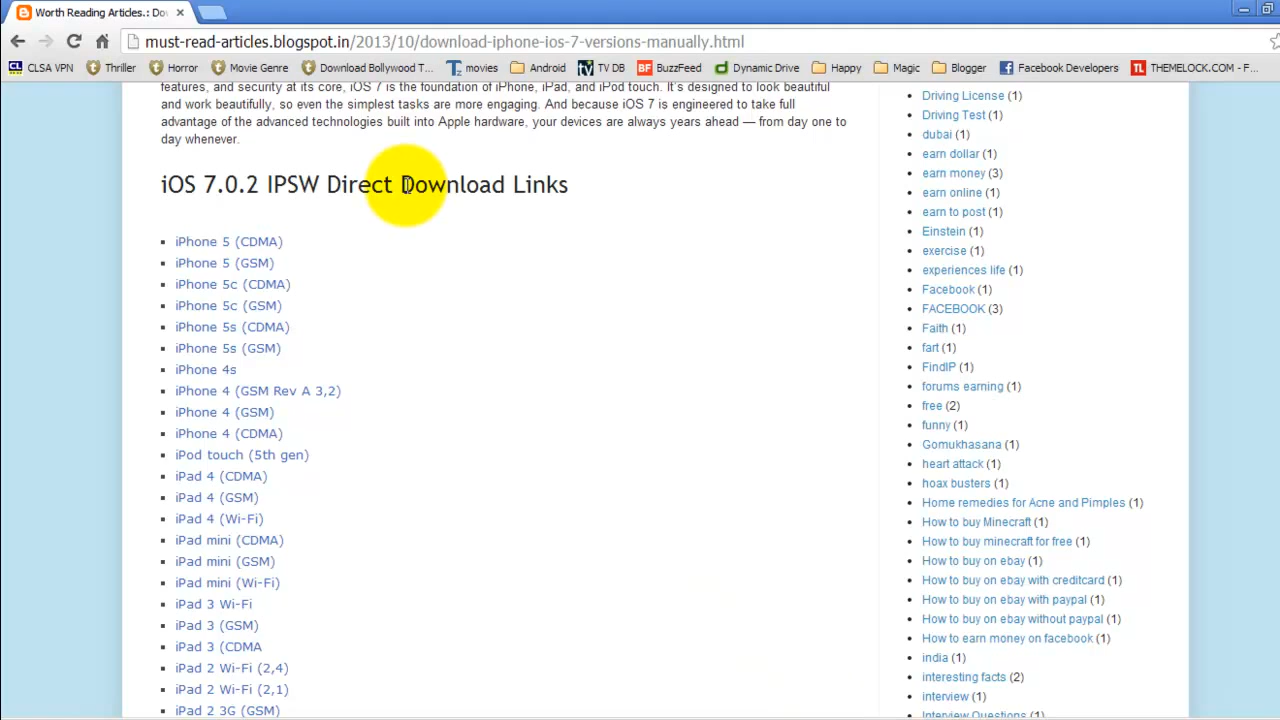 Worth Reading Articles.: Do
must-read-articles.blogspot.in/2013/10/download-iphone-ios-7-versions-manually.html
CLSA VPN Thriller Horror Movie Genre Download Bollywood T... movies Android TV DB BuzzFeed Dynamic Drive Happy Magic Blogger Facebook Developers THEMELOCK.COM - F...
features, and security at its core, iOS 7 is the foundation of iPhone, iPad, and iPod touch. It's designed to look beautiful
and work beautifully, so even the simplest tasks are more engaging. And because iOS 7 is engineered to take full
advantage of the advanced technologies built into Apple hardware, your devices are always years ahead — from day one to
day whenever.
iOS 7.0.2 IPSW Direct Download Links
iPhone 5 (CDMA)
iPhone 5 (GSM)
iPhone 5c (CDMA)
iPhone 5c (GSM)
iPhone 5s (CDMA)
iPhone 5s (GSM)
iPhone 4s
iPhone 4 (GSM Rev A 3,2)
iPhone 4 (GSM)
iPhone 4 (CDMA)
iPod touch (5th gen)
iPad 4 (CDMA)
iPad 4 (GSM)
iPad 4 (Wi-Fi)
iPad mini (CDMA)
iPad mini (GSM)
iPad mini (Wi-Fi)
iPad 3 Wi-Fi
iPad 3 (GSM)
iPad 3 (CDMA
iPad 2 Wi-Fi (2,4)
iPad 2 Wi-Fi (2,1)
iPad 2 3G (GSM)
Driving License (1)
Driving Test (1)
dubai (1)
earn dollar (1)
earn money (3)
earn online (1)
earn to post (1)
Einstein (1)
exercise (1)
experiences life (1)
Facebook (1)
FACEBOOK (3)
Faith (1)
fart (1)
FindIP (1)
forums earning (1)
free (2)
funny (1)
Gomukhasana (1)
heart attack (1)
hoax busters (1)
Home remedies for Acne and Pimples (1)
How to buy Minecraft (1)
How to buy minecraft for free (1)
How to buy on ebay (1)
How to buy on ebay with creditcard (1)
How to buy on ebay with paypal (1)
How to buy on ebay without paypal (1)
How to earn money on facebook (1)
india (1)
interesting facts (2)
interview (1)
Interview Questions (1)